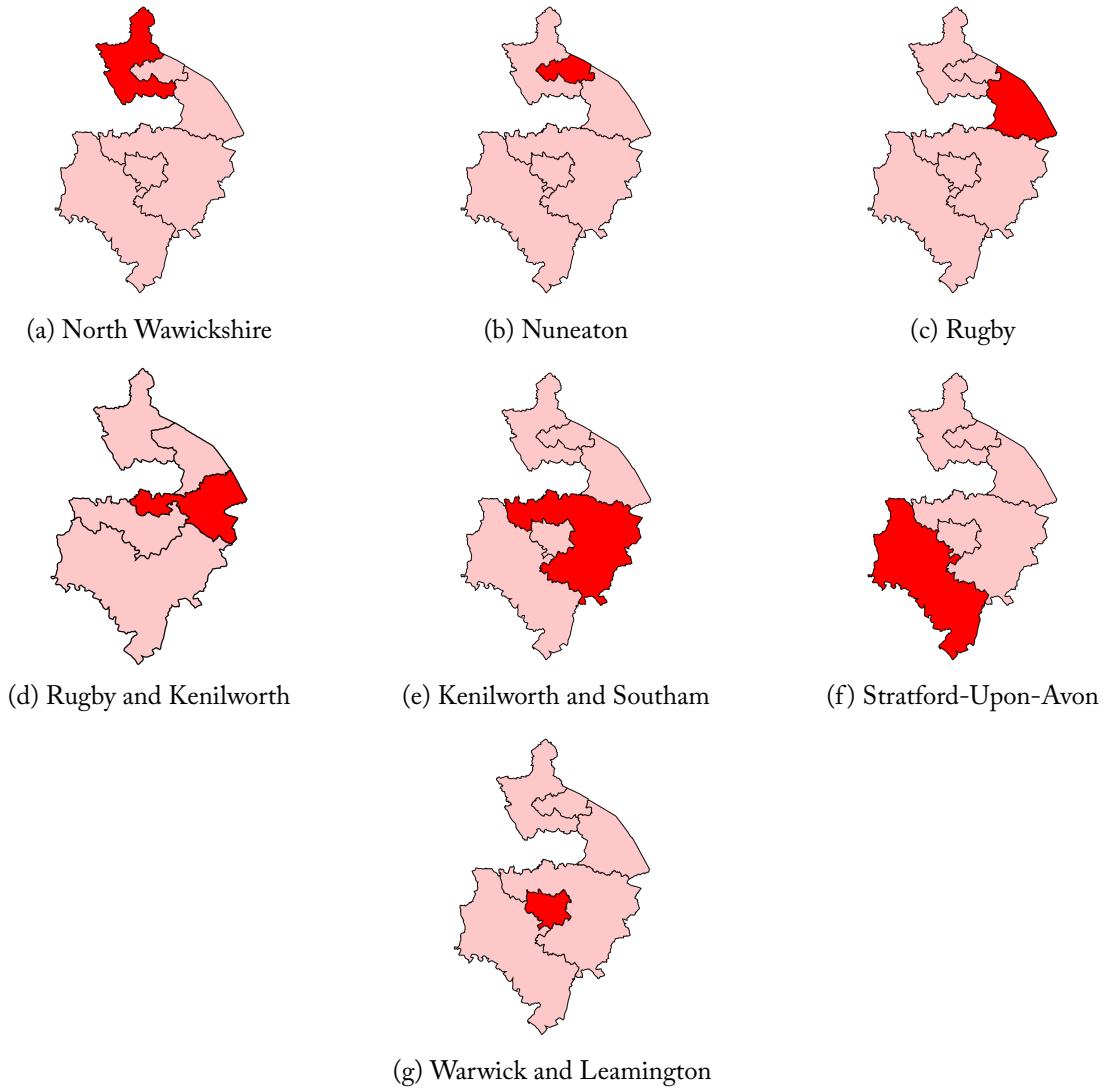 (a) North Wawickshire
(b) Nuneaton
(c) Rugby
(d) Rugby and Kenilworth
(e) Kenilworth and Southam
(f) Stratford-Upon-Avon
(g) Warwick and Leamington